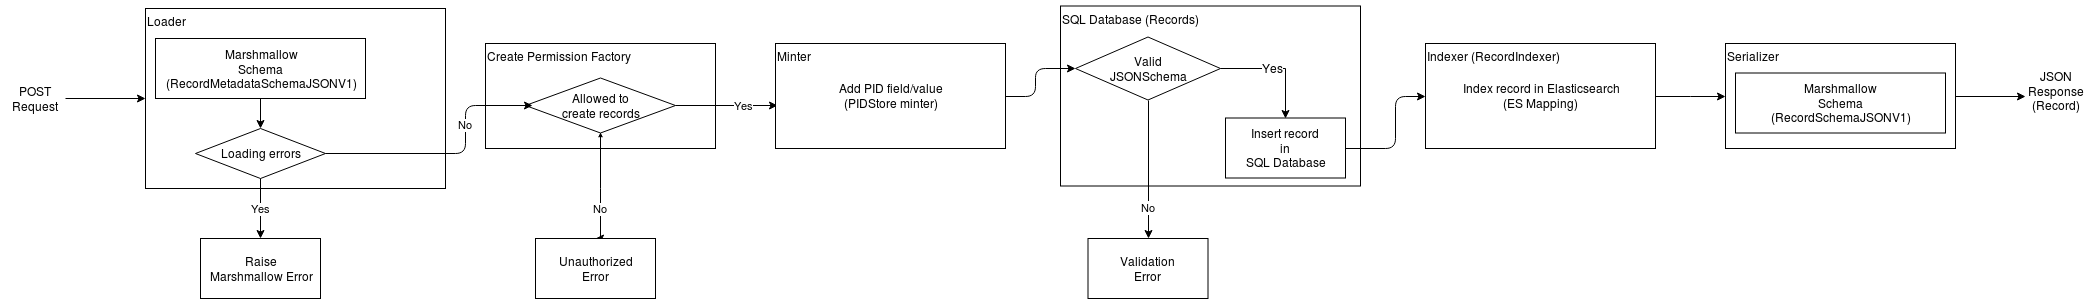 POST
Request
Loader
Marshmallow
Schema
(RecordMetadataSchemaJSONV1)
Loading errors
Yes
Raise
Marshmallow Error
No
Create Permission Factory
Allowed to
create records
No
Unauthorized
Error
Yes
Minter
Add PID field/value
(PIDStore minter)
SQL Database (Records)
Valid
JSONSchema
Yes
Insert record
in
SQL Database
No
Validation
Error
Indexer (RecordIndexer)
Index record in Elasticsearch
(ES Mapping)
Serializer
Marshmallow
Schema
(RecordSchemaJSONV1)
JSON
Response
(Record)